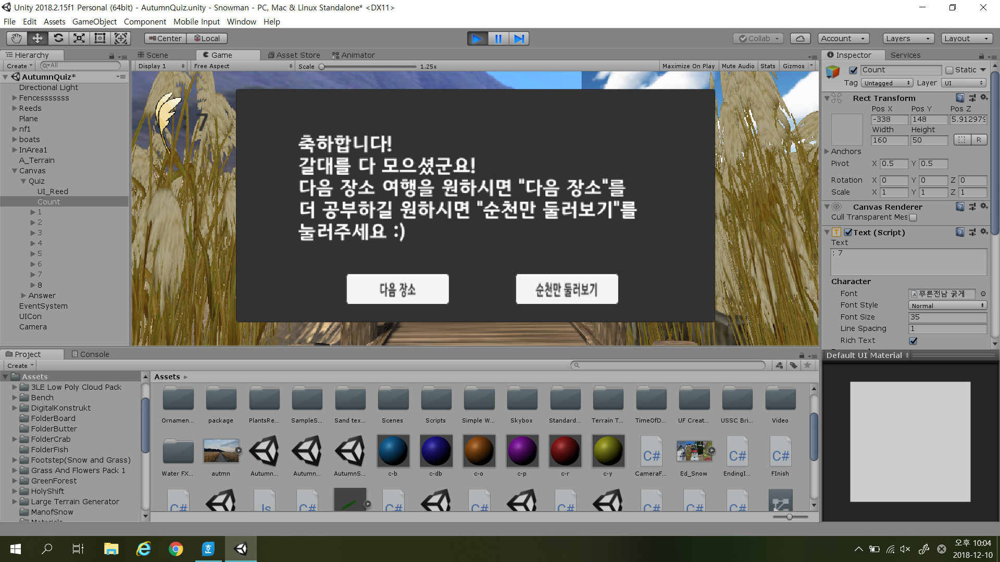 Unity 2018.2.15f1 Personal (64bit) - AutumnQuiz.unity - Snowman - PC, Mac & Linux Standalone* <DX11>
File Edit Assets GameObject Component Mobile Input Window Help
Center Local Collab Account Layers Layout
Hierarchy
Create All
AutumnQuiz*
Directional Light
Fencesssssss
Reeds
Plane
nf1
boats
InArea1
A_Terrain
Canvas
Quiz
UI_Reed
Count
1
2
3
4
5
6
7
8
Answer
EventSystem
UICon
Camera
Scene Game Asset Store Animator
Display 1 Free Aspect Scale 1.25x Maximize On Play Mute Audio Stats Gizmos
: 7
축하합니다!
갈대를 다 모으셨군요!
다음 장소 여행을 원하시면 "다음 장소"를
더 공부하길 원하시면 "순천만 둘러보기"를
눌러주세요 :)
다음 장소 순천만 둘러보기
Inspector Services
Count Static
Tag Untagged Layer UI
Rect Transform
Pos X Pos Y Pos Z
-338 148 5.912979
Width Height
160 50 R
Anchors
Pivot X 0.5 Y 0.5
Rotation X 0 Y 0 Z 0
Scale X 1 Y 1 Z 1
Canvas Renderer
Cull Transparent Mes
Text (Script)
Text
: 7
Character
Font 푸른전남 굵게
Font Style Normal
Font Size 35
Line Spacing 1
Rich Text
Default UI Material
Project Console
Create
Assets
3LE Low Poly Cloud Pack
Bench
DigitalKonstrukt
FolderBoard
FolderButter
FolderCrab
FolderFish
Footstep(Snow and Grass)
Grass And Flowers Pack 1
GreenForest
HolyShift
Large Terrain Generator
ManofSnow
Materials
Assets
Ornamen... package PlantsRe... SampleS... Sand tex... Scenes Scripts Simple W... Skybox Standard... Terrain T... TimeOfD... UF Creat... USSC Bri... Video
Water FX... autmn Autumn... Autumn... AutumnS... c-b c-db c-o c-p c-r c-y CameraF... Ed_Snow EndingI... FInish
오후 10:04
2018-12-10